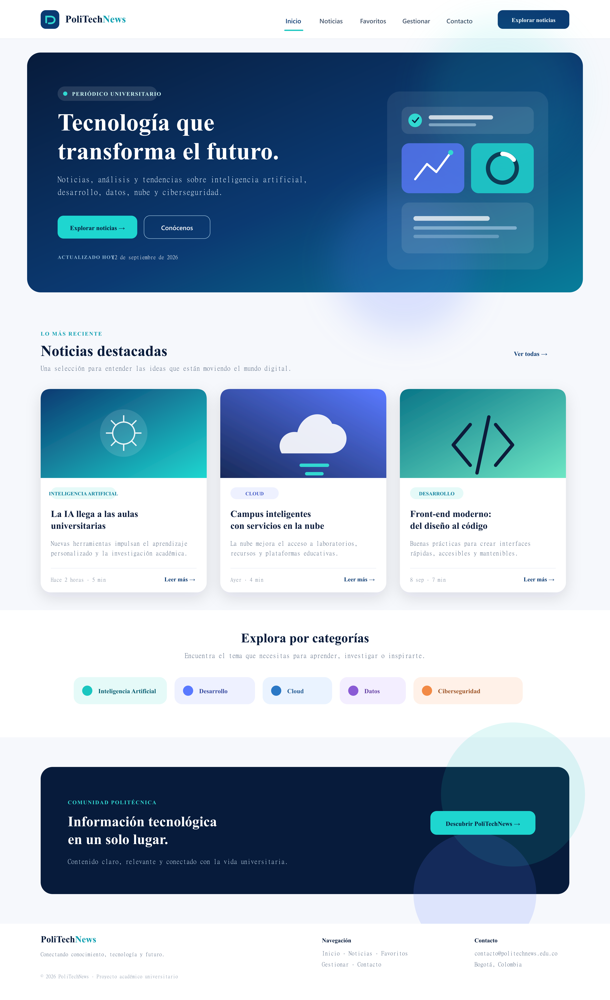 PoliTechNews
Inicio
Noticias
Favoritos
Gestionar
Contacto
Explorar noticias
PERIÓDICO UNIVERSITARIO
Tecnología que
transforma el futuro.
Noticias, análisis y tendencias sobre inteligencia artificial,
desarrollo, datos, nube y ciberseguridad.
Explorar noticias →
Conócenos
ACTUALIZADO HOY
12 de septiembre de 2026
LO MÁS RECIENTE
Noticias destacadas
Ver todas →
Una selección para entender las ideas que están moviendo el mundo digital.
INTELIGENCIA ARTIFICIAL
La IA llega a las aulas
universitarias
Nuevas herramientas impulsan el aprendizaje
personalizado y la investigación académica.
Hace 2 horas · 5 min
Leer más →
CLOUD
Campus inteligentes
con servicios en la nube
La nube mejora el acceso a laboratorios,
recursos y plataformas educativas.
Ayer · 4 min
Leer más →
DESARROLLO
Front-end moderno:
del diseño al código
Buenas prácticas para crear interfaces
rápidas, accesibles y mantenibles.
8 sep · 7 min
Leer más →
Explora por categorías
Encuentra el tema que necesitas para aprender, investigar o inspirarte.
Inteligencia Artificial
Desarrollo
Cloud
Datos
Ciberseguridad
COMUNIDAD POLITÉCNICA
Información tecnológica
en un solo lugar.
Contenido claro, relevante y conectado con la vida universitaria.
Descubrir PoliTechNews →
PoliTechNews
Conectando conocimiento, tecnología y futuro.
© 2026 PoliTechNews · Proyecto académico universitario
Navegación
Inicio · Noticias · Favoritos
Gestionar · Contacto
Contacto
contacto@politechnews.edu.co
Bogotá, Colombia